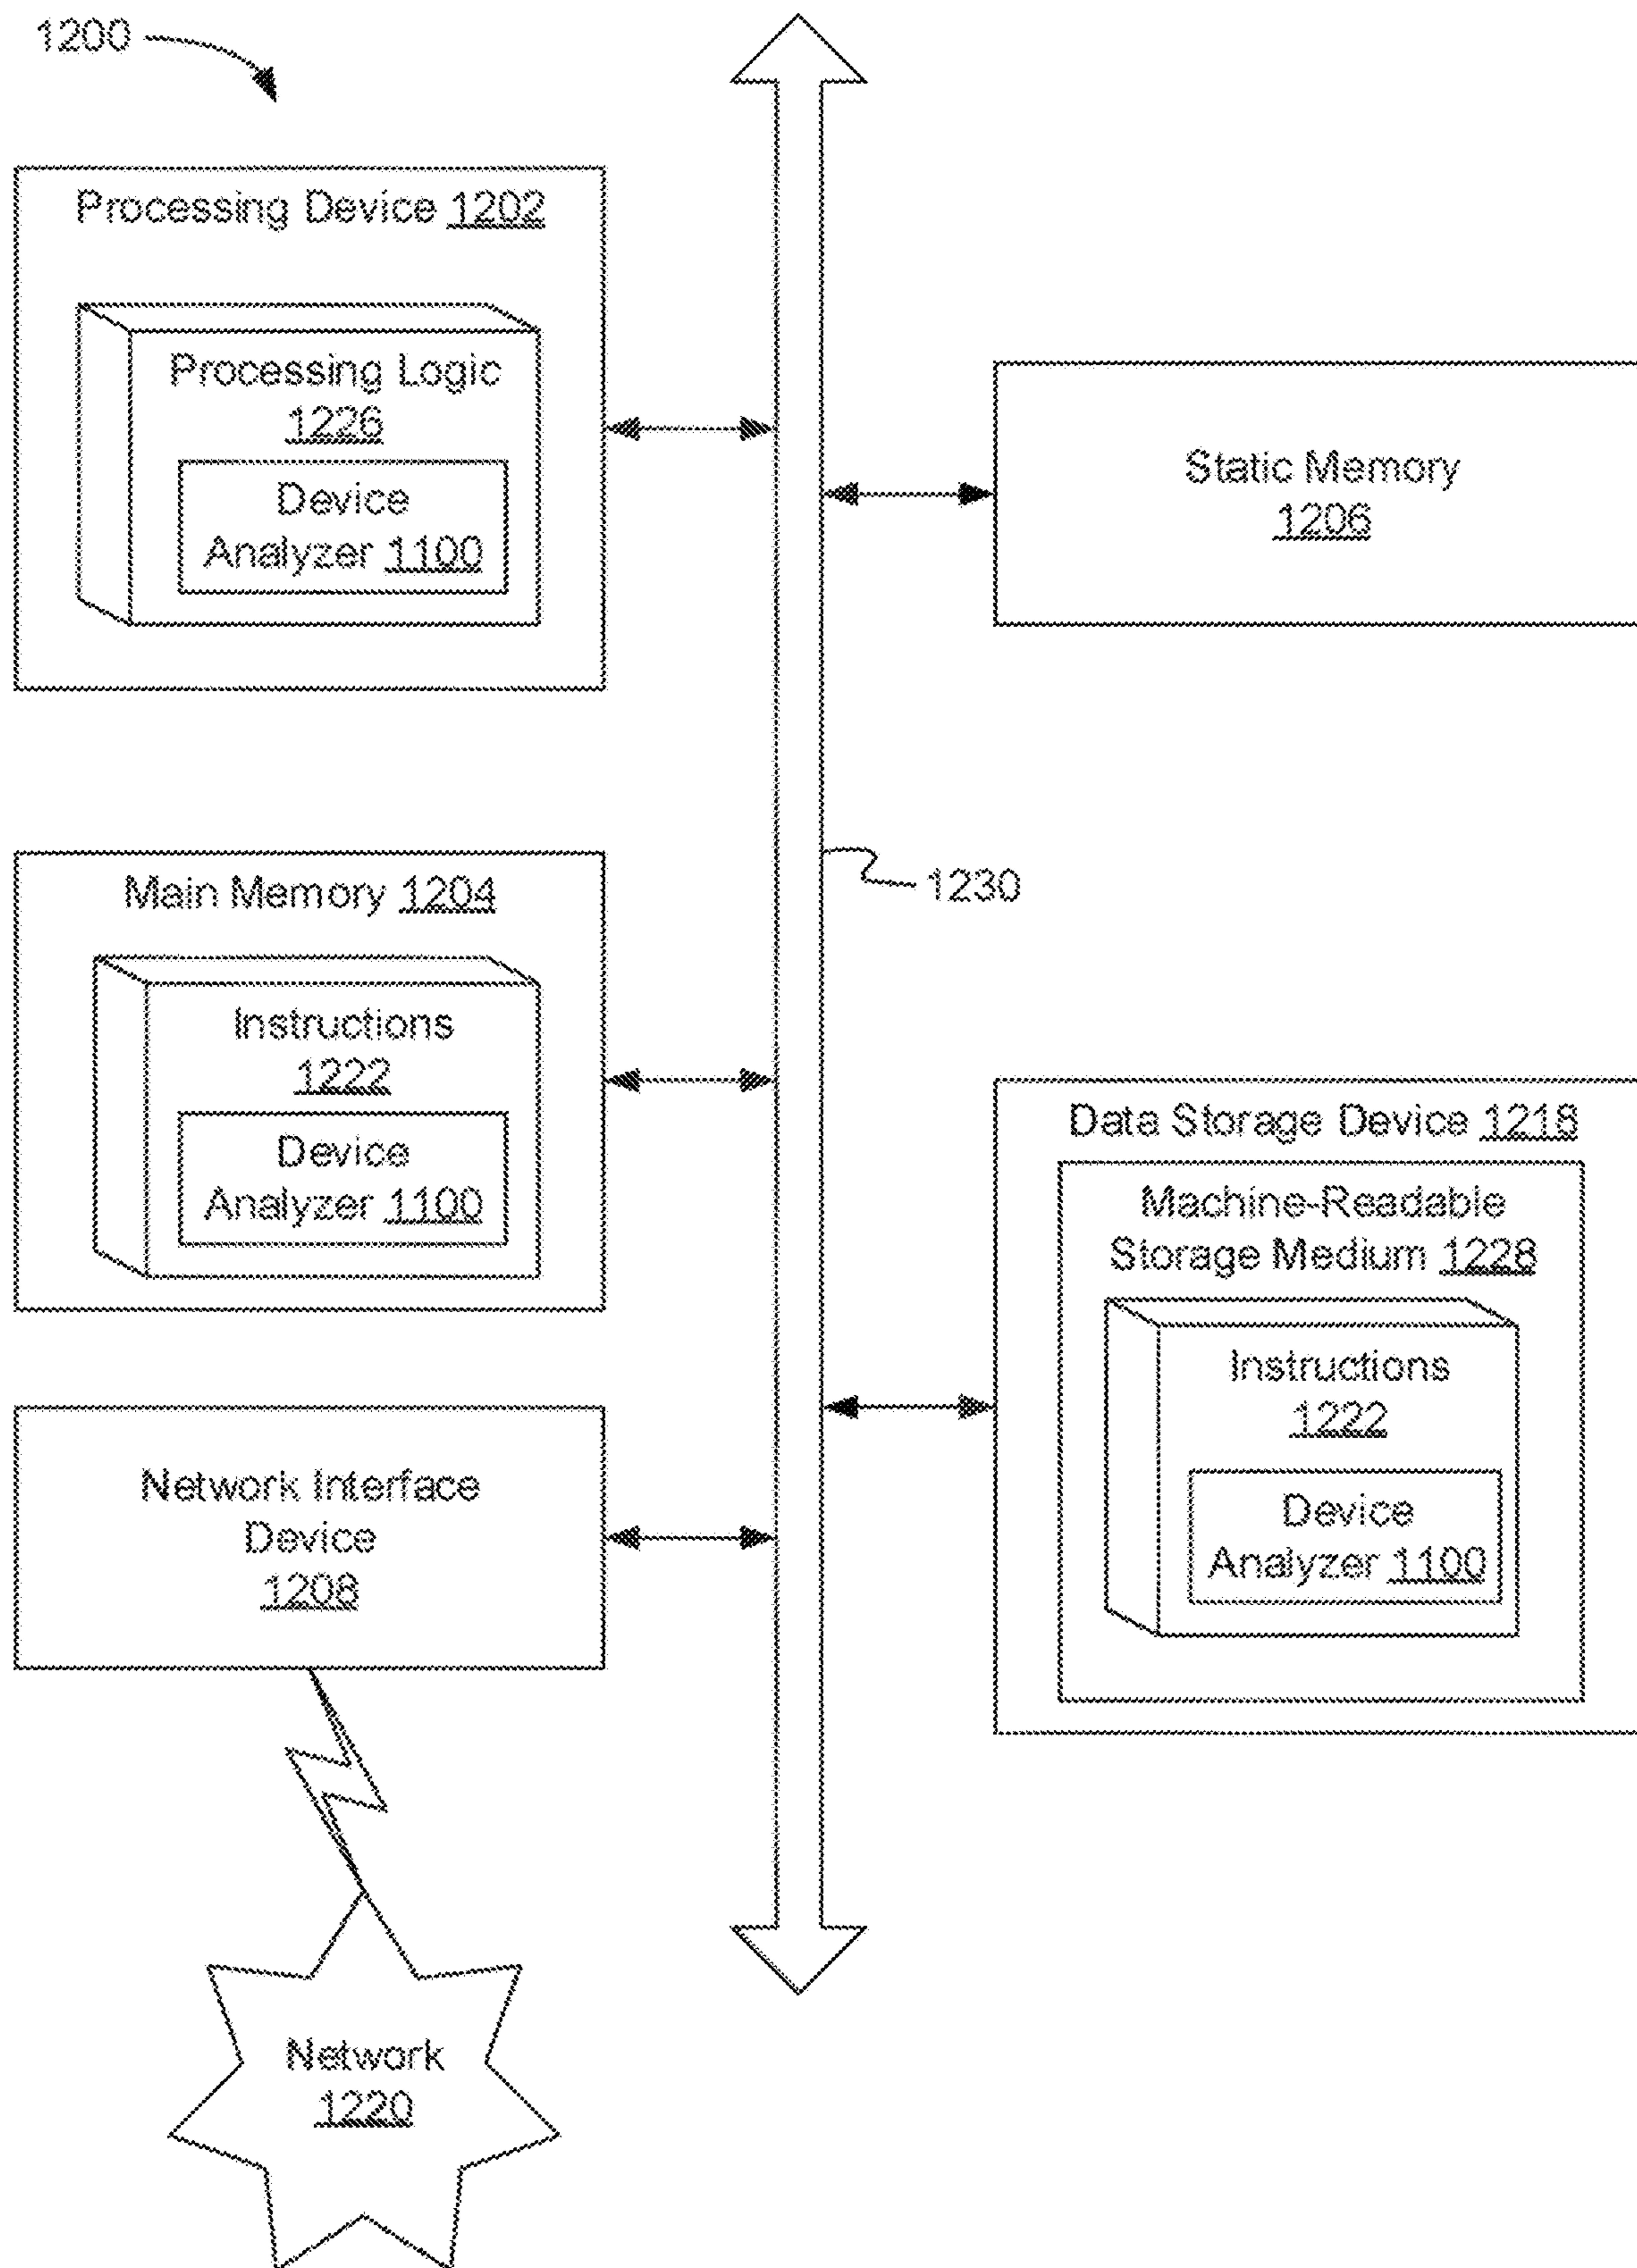 1200
Processing Device 1202
Processing Logic
1226
Device
Analyzer 1100
Static Memory
1206
Main Memory 1204
Instructions
1222
Device
Analyzer 1100
1230
Data Storage Device 1218
Machine-Readable
Storage Medium 1228
Instructions
1222
Device
Analyzer 1100
Network Interface
Device
1208
Network
1220